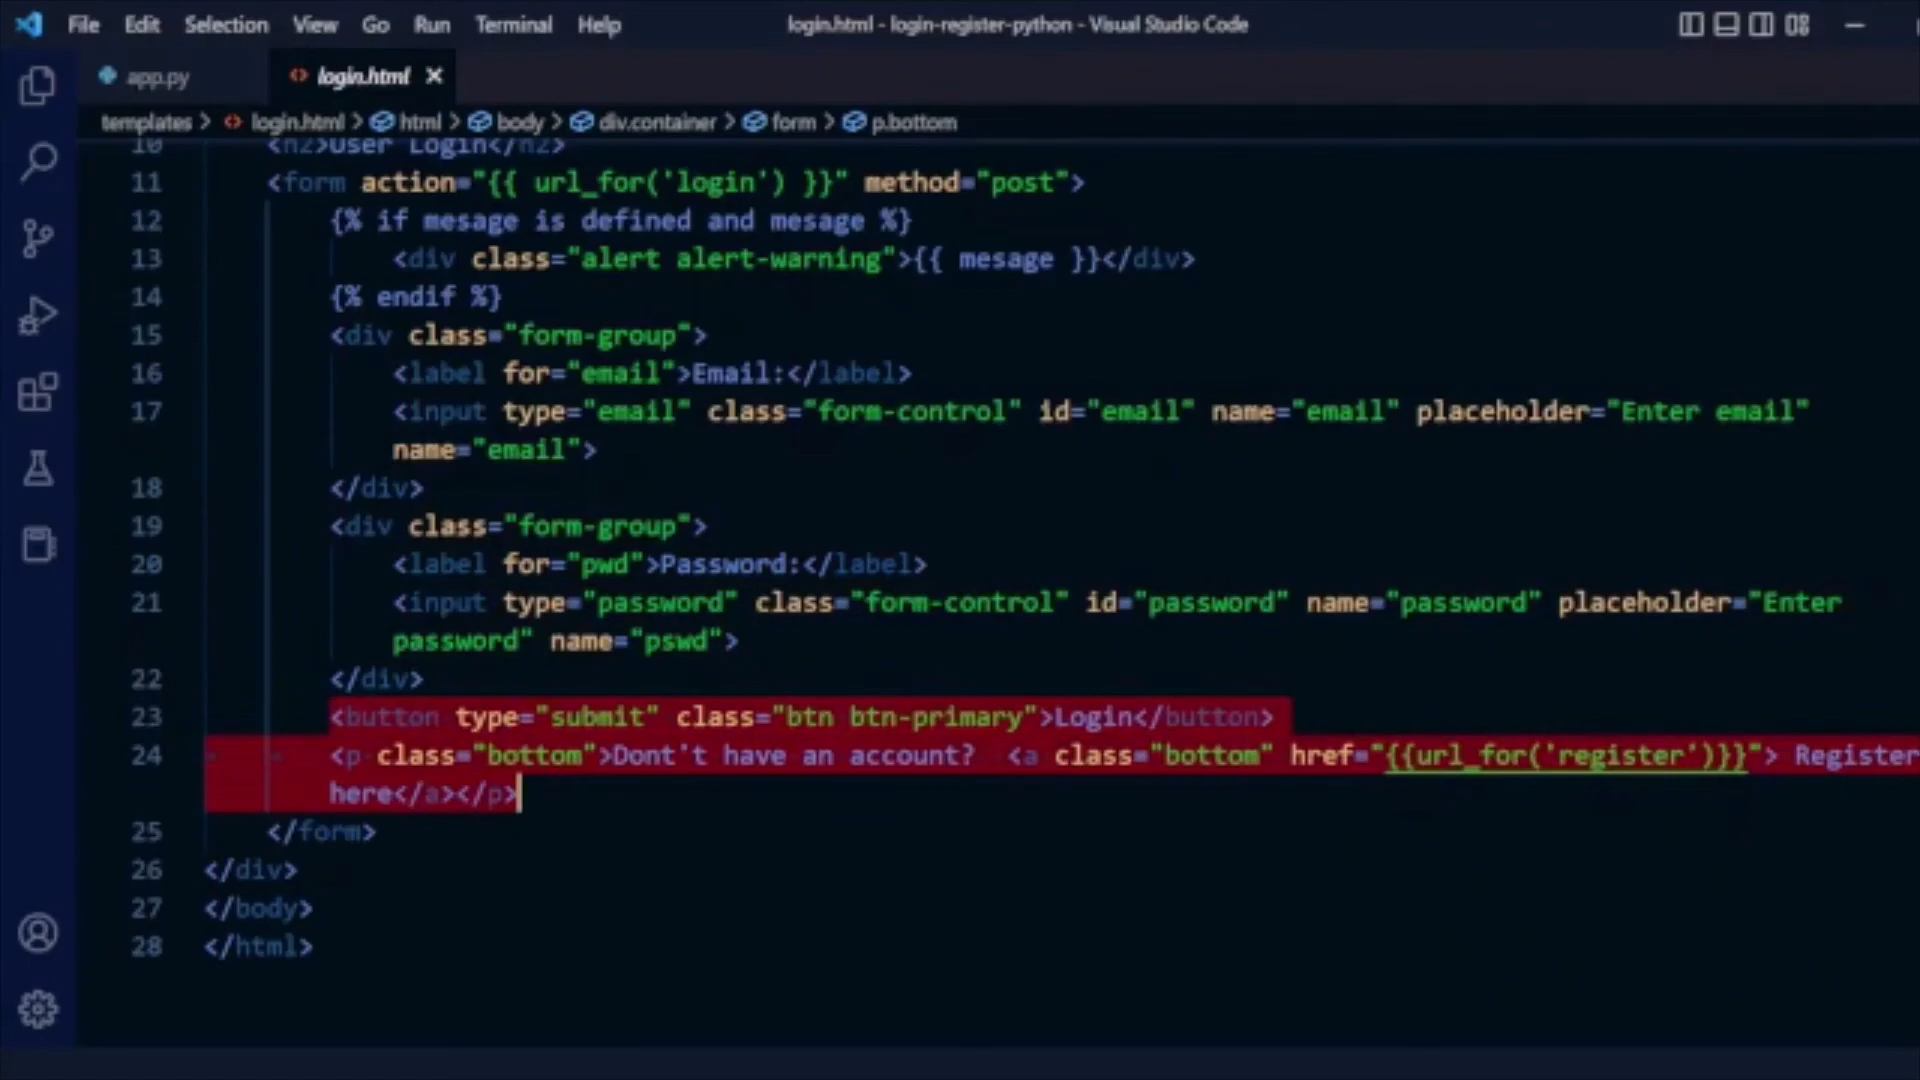 File Edit Selection View Go Run Terminal Help login.html - login-register-python - Visual Studio Code
app.py login.html
templates > login.html > html > body > div.container > form > p.bottom
10 <h2>User Login</h2>
11 <form action="{{ url_for('login') }}" method="post">
12 {% if mesage is defined and mesage %}
13 <div class="alert alert-warning">{{ mesage }}</div>
14 {% endif %}
15 <div class="form-group">
16 <label for="email">Email:</label>
17 <input type="email" class="form-control" id="email" name="email" placeholder="Enter email"
name="email">
18 </div>
19 <div class="form-group">
20 <label for="pwd">Password:</label>
21 <input type="password" class="form-control" id="password" name="password" placeholder="Enter
password" name="pswd">
22 </div>
23 <button type="submit" class="btn btn-primary">Login</button>
24 <p class="bottom">Dont't have an account?  <a class="bottom" href="{{url_for('register')}}"> Register
here</a></p>
25 </form>
26 </div>
27 </body>
28 </html>